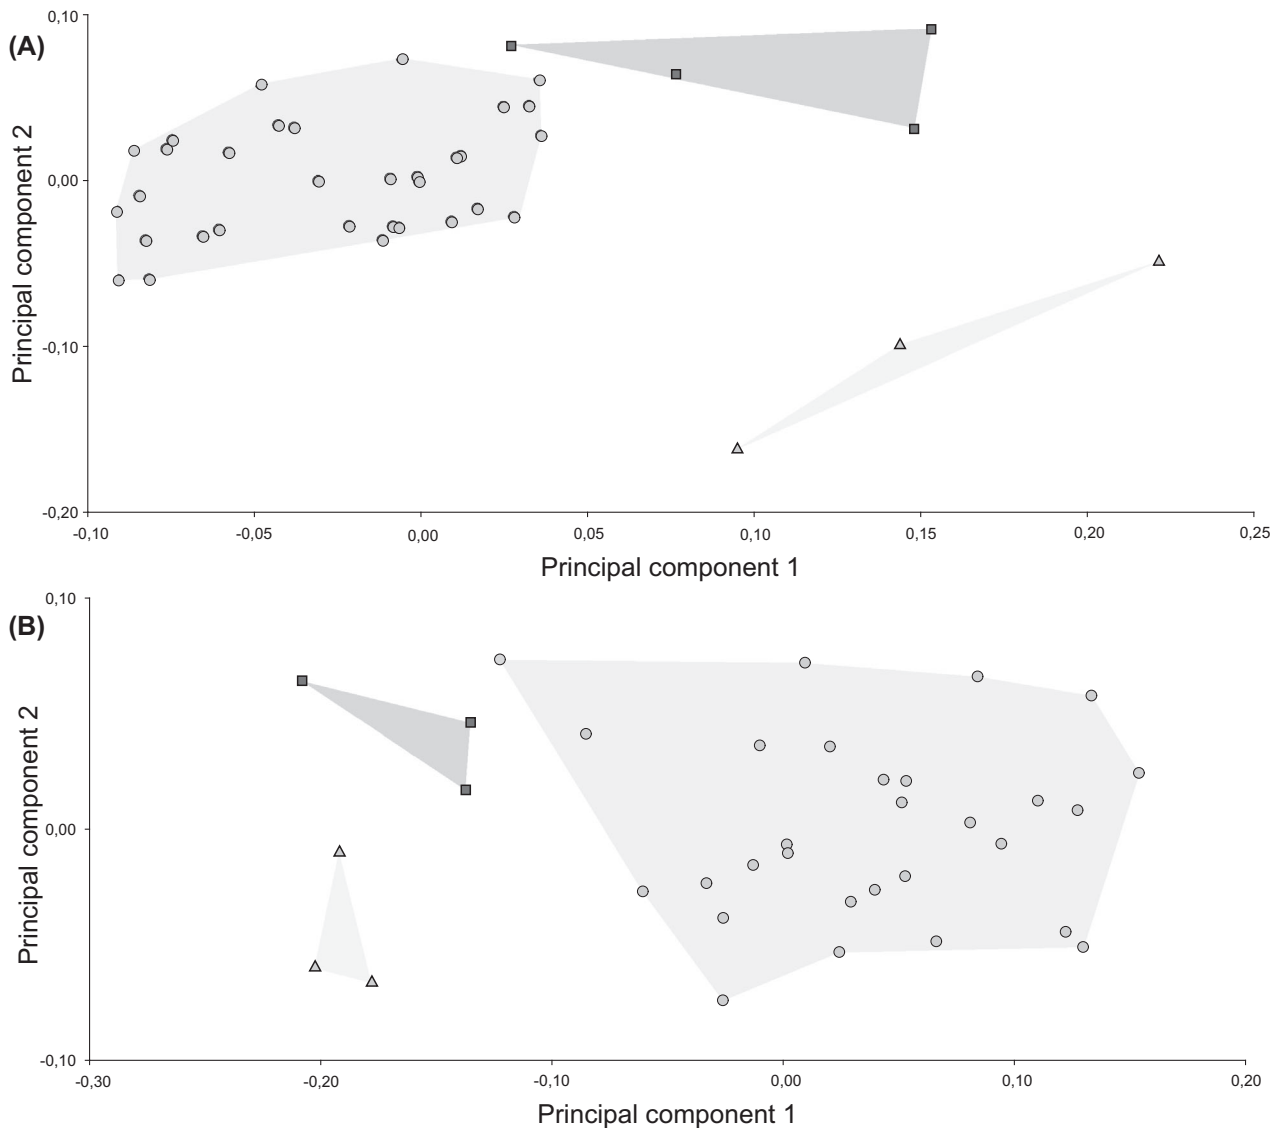 (A)
0,10
0,00
-0,10
-0,20
Principal component 2
-0,10 -0,05 0,00 0,05 0,10 0,15 0,20 0,25
Principal component 1
(B)
0,10
0,00
-0,10
Principal component 2
-0,30 -0,20 -0,10 0,00 0,10 0,20
Principal component 1